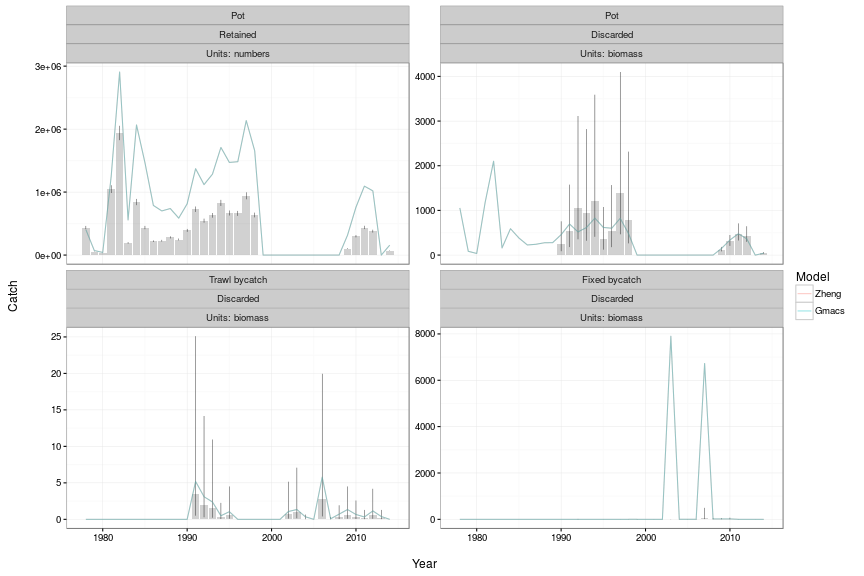 Pot
Retained
Units: numbers
Pot
Discarded
Units: biomass
3e+06
2e+06
1e+06
0e+00
4000
3000
2000
1000
0
Trawl bycatch
Discarded
Units: biomass
Fixed bycatch
Discarded
Units: biomass
25
20
15
10
5
0
8000
6000
4000
2000
0
1980 1990 2000 2010
1980 1990 2000 2010
Catch
Year
Model
Zheng
Gmacs